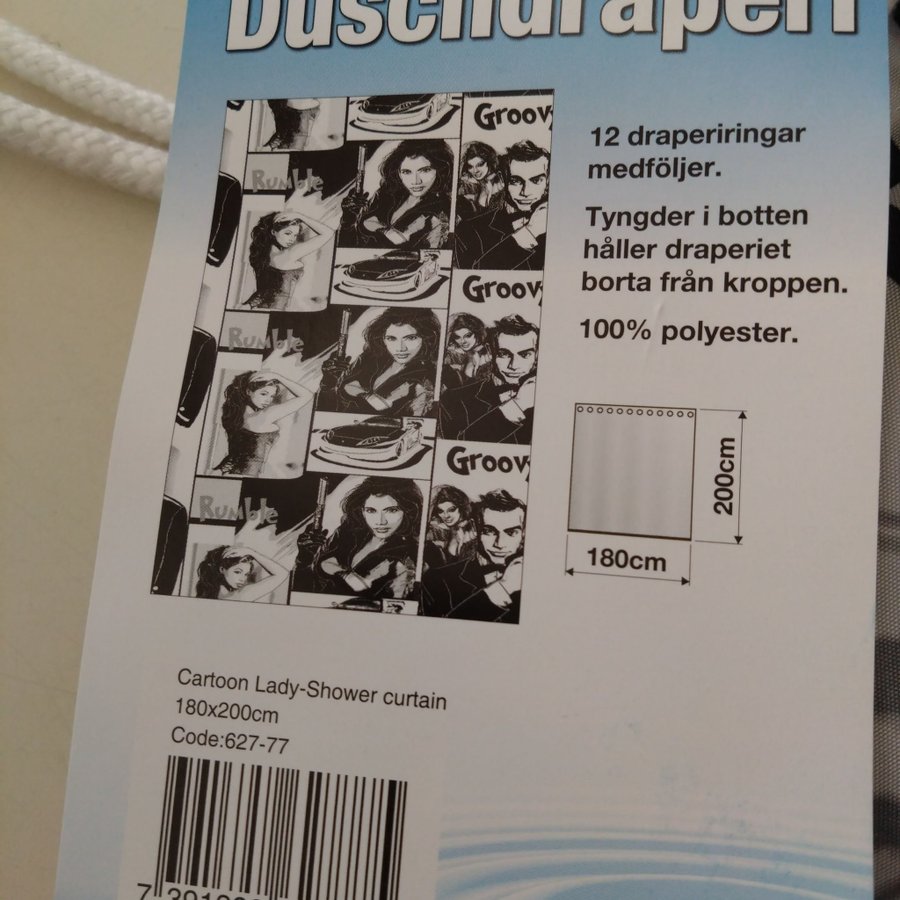 Duschdraperi
12 draperiringar
medföljer.
Tyngder i botten
håller draperiet
borta från kroppen.
100% polyester.
Groovy
Rumble
Groovy
Rumble
Groovy
Rumble
200cm
180cm
Cartoon Lady-Shower curtain
180x200cm
Code:627-77